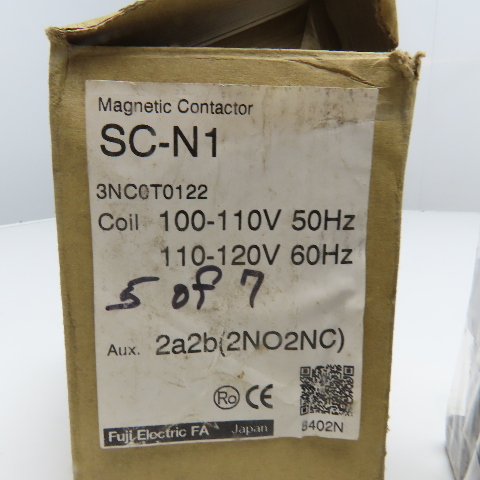 Magnetic Contactor
SC-N1
3NC0T0122
Coil 100-110V 50Hz
110-120V 60Hz
5 of 7
Aux. 2a2b(2NO2NC)
Ro CE
Fuji Electric FA Japan
8402N